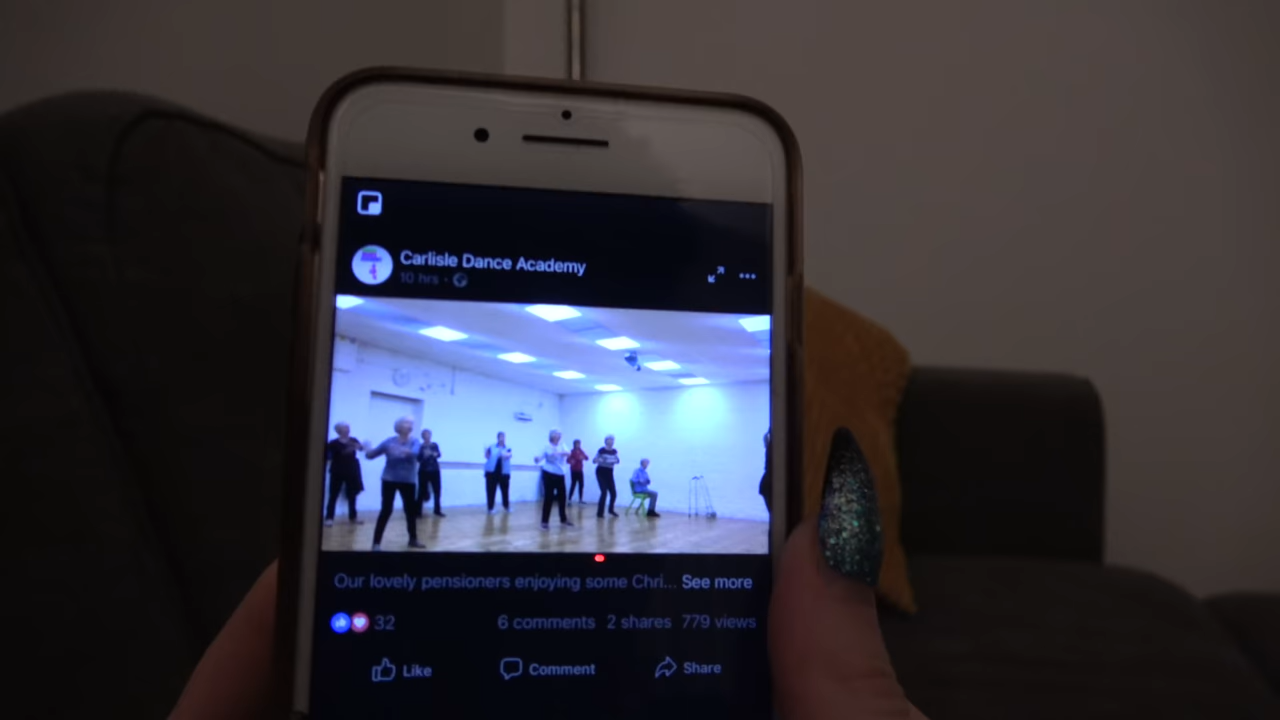 Carlisle Dance Academy
10 hrs ·
Our lovely pensioners enjoying some Chri... See more
32 6 comments 2 shares 779 views
Like Comment Share